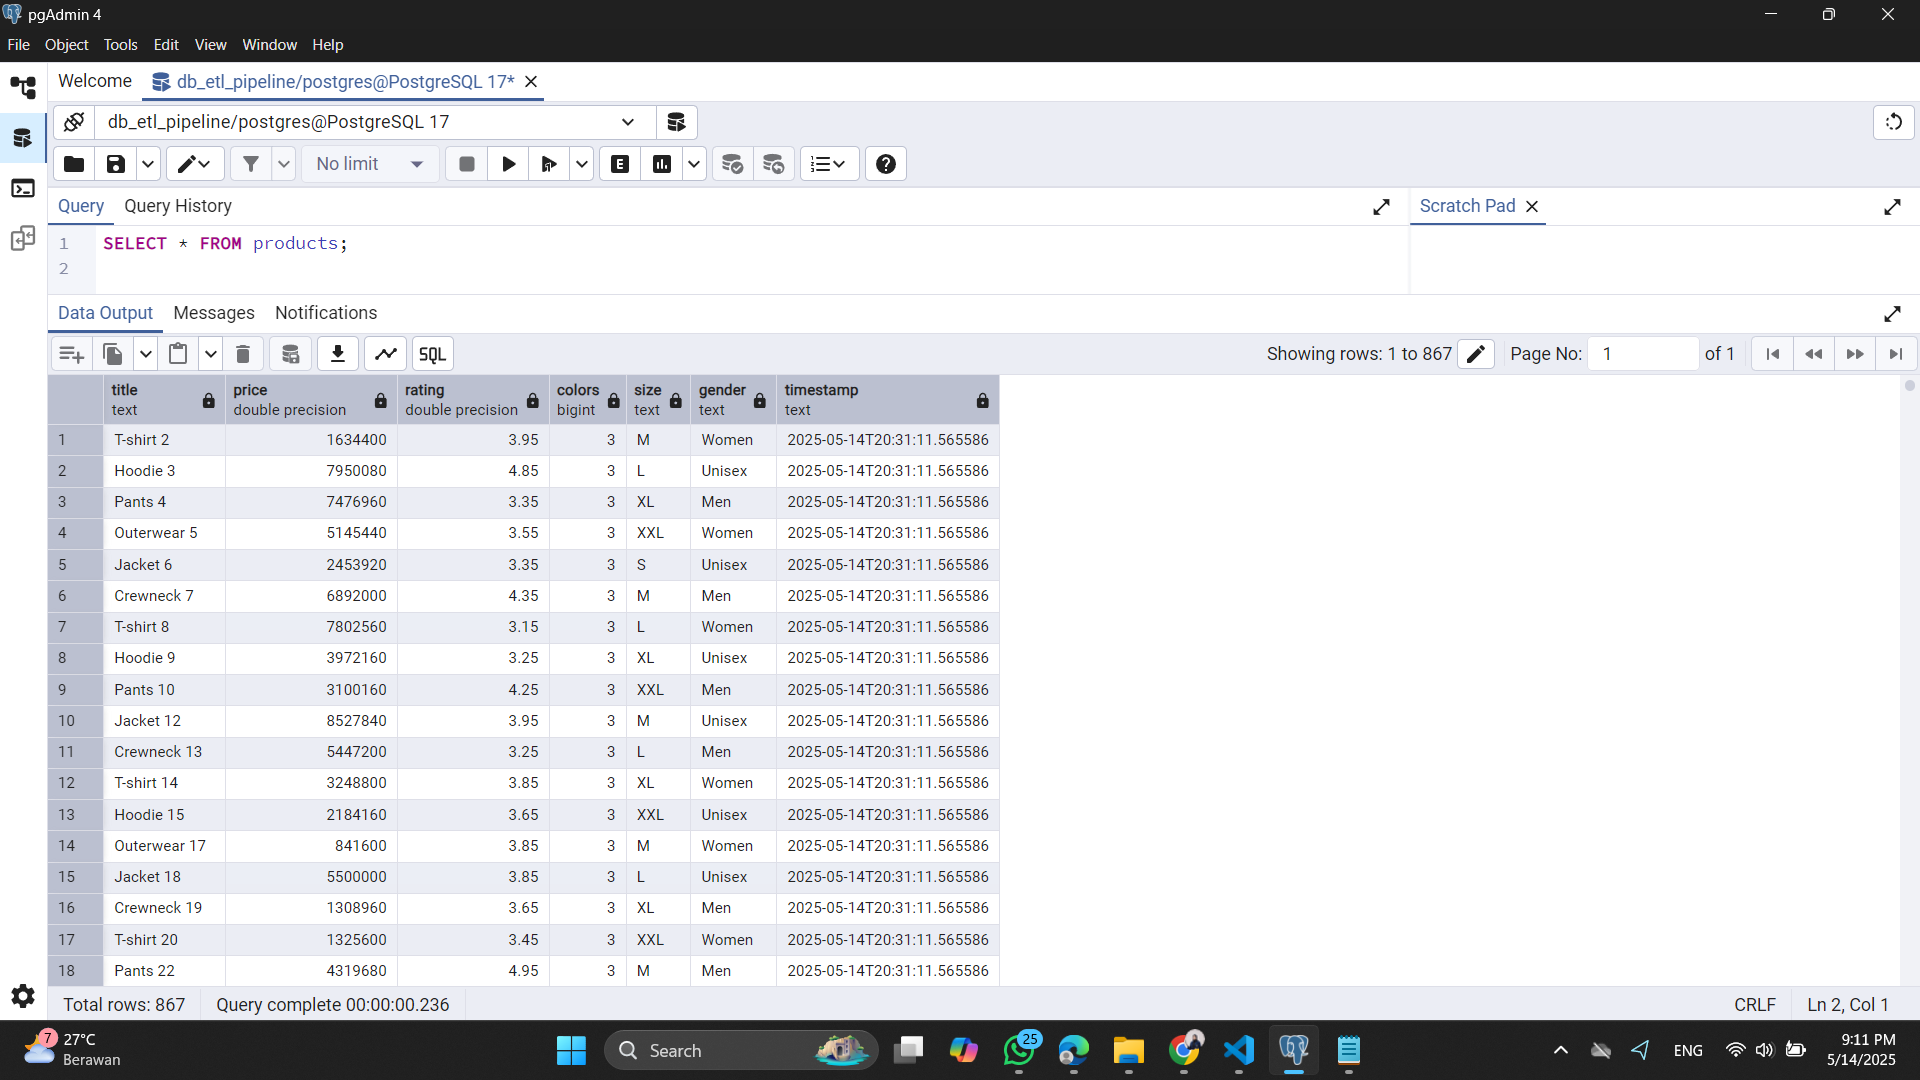 pgAdmin 4
File Object Tools Edit View Window Help
Welcome db_etl_pipeline/postgres@PostgreSQL 17*
db_etl_pipeline/postgres@PostgreSQL 17
No limit E
Query Query History Scratch Pad
1 SELECT * FROM products;
2
Data Output Messages Notifications
SQL Showing rows: 1 to 867 Page No: 1 of 1
title price rating colors size gender timestamp
text double precision double precision bigint text text text
1 T-shirt 2 1634400 3.95 3 M Women 2025-05-14T20:31:11.565586
2 Hoodie 3 7950080 4.85 3 L Unisex 2025-05-14T20:31:11.565586
3 Pants 4 7476960 3.35 3 XL Men 2025-05-14T20:31:11.565586
4 Outerwear 5 5145440 3.55 3 XXL Women 2025-05-14T20:31:11.565586
5 Jacket 6 2453920 3.35 3 S Unisex 2025-05-14T20:31:11.565586
6 Crewneck 7 6892000 4.35 3 M Men 2025-05-14T20:31:11.565586
7 T-shirt 8 7802560 3.15 3 L Women 2025-05-14T20:31:11.565586
8 Hoodie 9 3972160 3.25 3 XL Unisex 2025-05-14T20:31:11.565586
9 Pants 10 3100160 4.25 3 XXL Men 2025-05-14T20:31:11.565586
10 Jacket 12 8527840 3.95 3 M Unisex 2025-05-14T20:31:11.565586
11 Crewneck 13 5447200 3.25 3 L Men 2025-05-14T20:31:11.565586
12 T-shirt 14 3248800 3.85 3 XL Women 2025-05-14T20:31:11.565586
13 Hoodie 15 2184160 3.65 3 XXL Unisex 2025-05-14T20:31:11.565586
14 Outerwear 17 841600 3.85 3 M Women 2025-05-14T20:31:11.565586
15 Jacket 18 5500000 3.85 3 L Unisex 2025-05-14T20:31:11.565586
16 Crewneck 19 1308960 3.65 3 XL Men 2025-05-14T20:31:11.565586
17 T-shirt 20 1325600 3.45 3 XXL Women 2025-05-14T20:31:11.565586
18 Pants 22 4319680 4.95 3 M Men 2025-05-14T20:31:11.565586
Total rows: 867 Query complete 00:00:00.236 CRLF Ln 2, Col 1
7 27°C Berawan Search 25 ENG 9:11 PM
5/14/2025